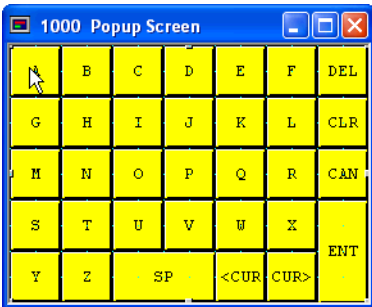 1000 Popup Screen
A B C D E F DEL
G H I J K L CLR
M N O P Q R CAN
S T U V W X
ENT
Y Z SP <CUR CUR>